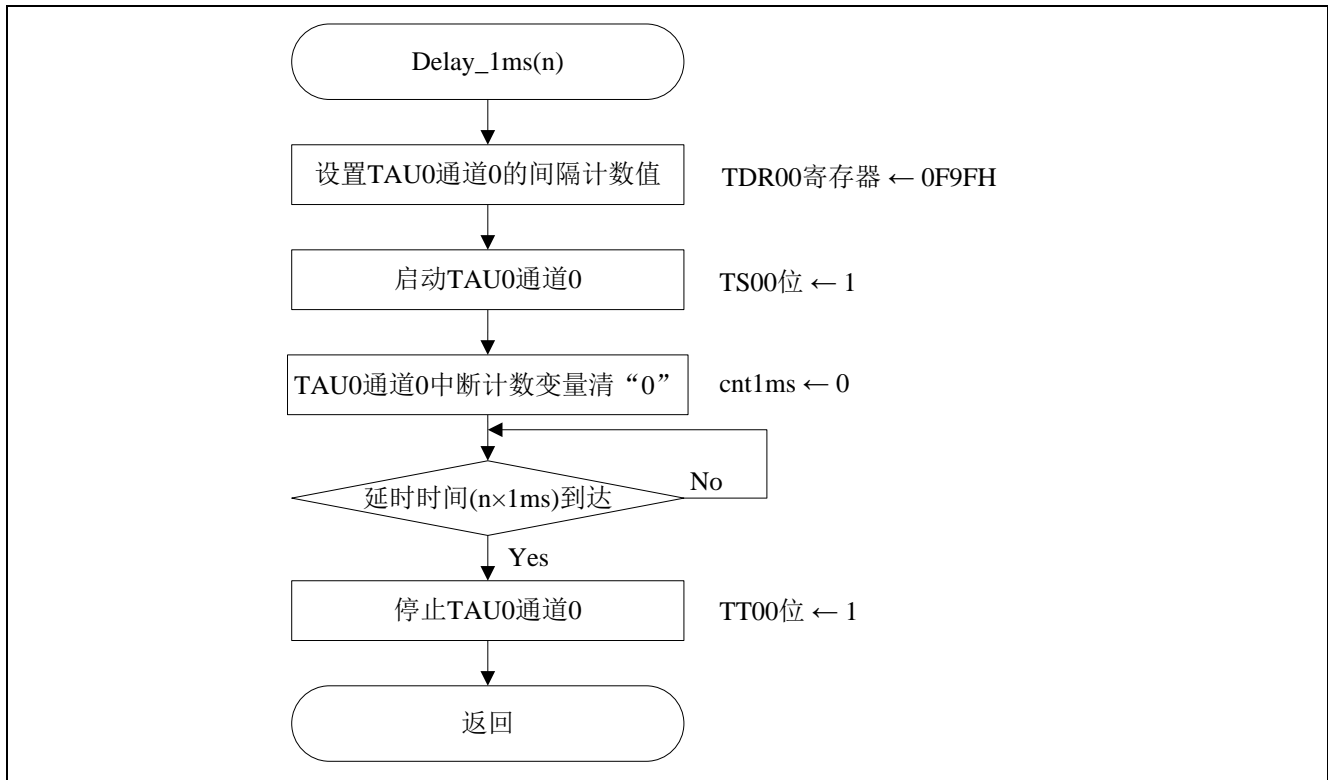 Delay_1ms(n)
设置TAU0通道0的间隔计数值
TDR00寄存器 ← 0F9FH
启动TAU0通道0
TS00位 ← 1
TAU0通道0中断计数变量清“0”
cnt1ms ← 0
延时时间(n×1ms)到达
No
Yes
停止TAU0通道0
TT00位 ← 1
返回